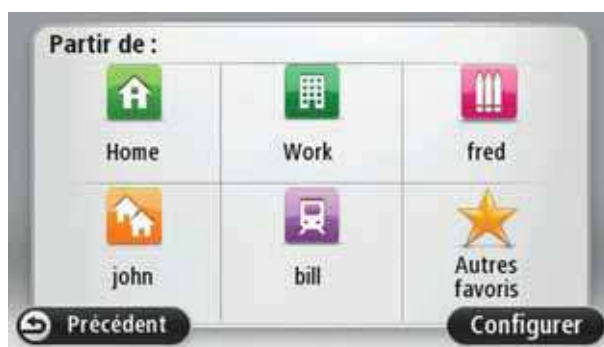 Partir de :
Home
Work
fred
john
bill
Autres
favoris
Précédent
Configurer